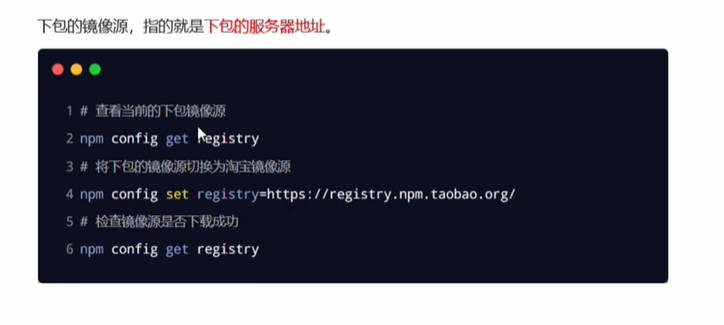 下包的镜像源，指的就是下包的服务器地址。
1 # 查看当前的下包镜像源
2 npm config get registry
3 # 将下包的镜像源切换为淘宝镜像源
4 npm config set registry=https://registry.npm.taobao.org/
5 # 检查镜像源是否下载成功
6 npm config get registry